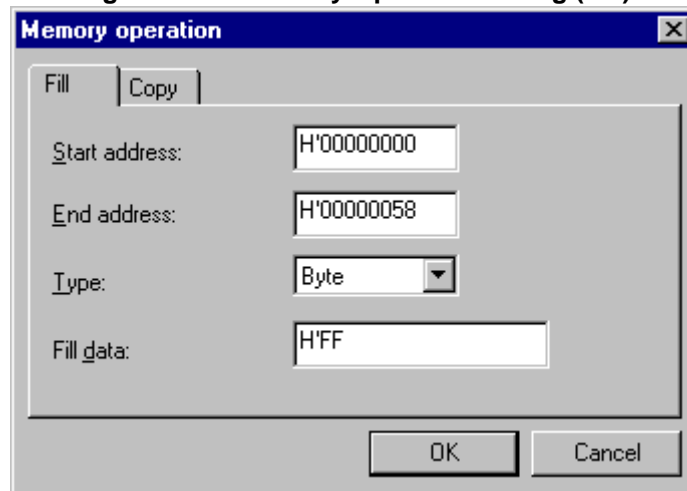 Memory operation
Fill Copy
Start address: H'00000000
End address: H'00000058
Type: Byte
Fill data: H'FF
OK Cancel